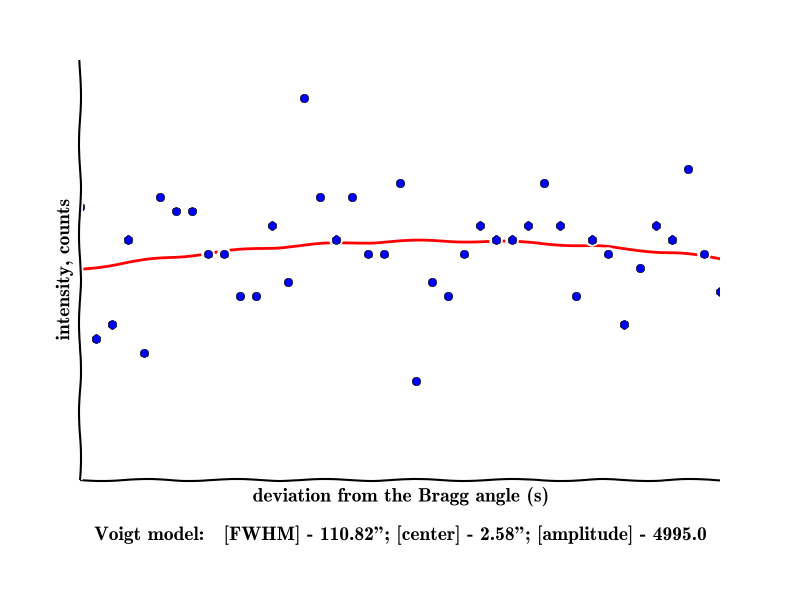 intensity, counts
deviation from the Bragg angle (s)
Voigt model: [FWHM] - 110.82”; [center] - 2.58”; [amplitude] - 4995.0